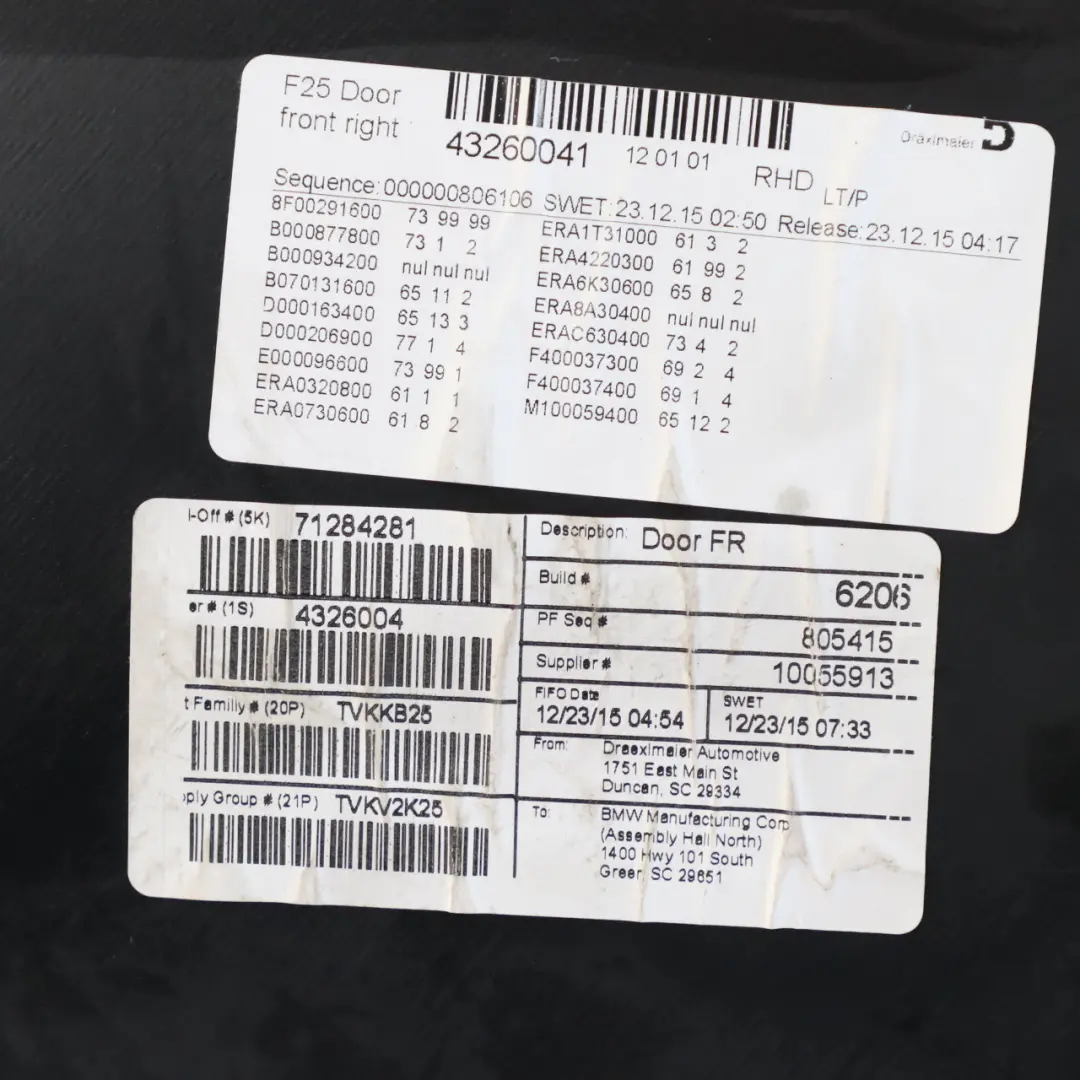 F25 Door
front right
43260041 12 01 01
Dräxlmaier
RHD LT/P
Sequence:000000806106 SWET:23.12.15 02:50 Release:23.12.15 04:17
8F00291600 73 99 99
B000877800 73 1 2
B000934200 nul nul nul
B070131600 65 11 2
D000163400 65 13 3
D000206900 77 1 4
E000096600 73 99 1
ERA0320800 61 1 1
ERA0730600 61 8 2
ERA1T31000 61 3 2
ERA4220300 61 99 2
ERA6K30600 65 8 2
ERA8A30400 nul nul nul
ERAC630400 73 4 2
F400037300 69 2 4
F400037400 69 1 4
M100059400 65 12 2
l-Off # (5K) 71284281
er # (1S) 4326004
t Familiy # (20P) TVKKB25
ply Group # (21P) TVKV2K25
Description: Door FR
Build # 6206
PF Seq # 805415
Supplier # 10055913
FIFO Date
12/23/15 04:54
SWET
12/23/15 07:33
From: Draeximaier Automotive
1751 East Main St
Duncan, SC 29334
To: BMW Manufacturing Corp
(Assembly Hall North)
1400 Hwy 101 South
Greer, SC 29651